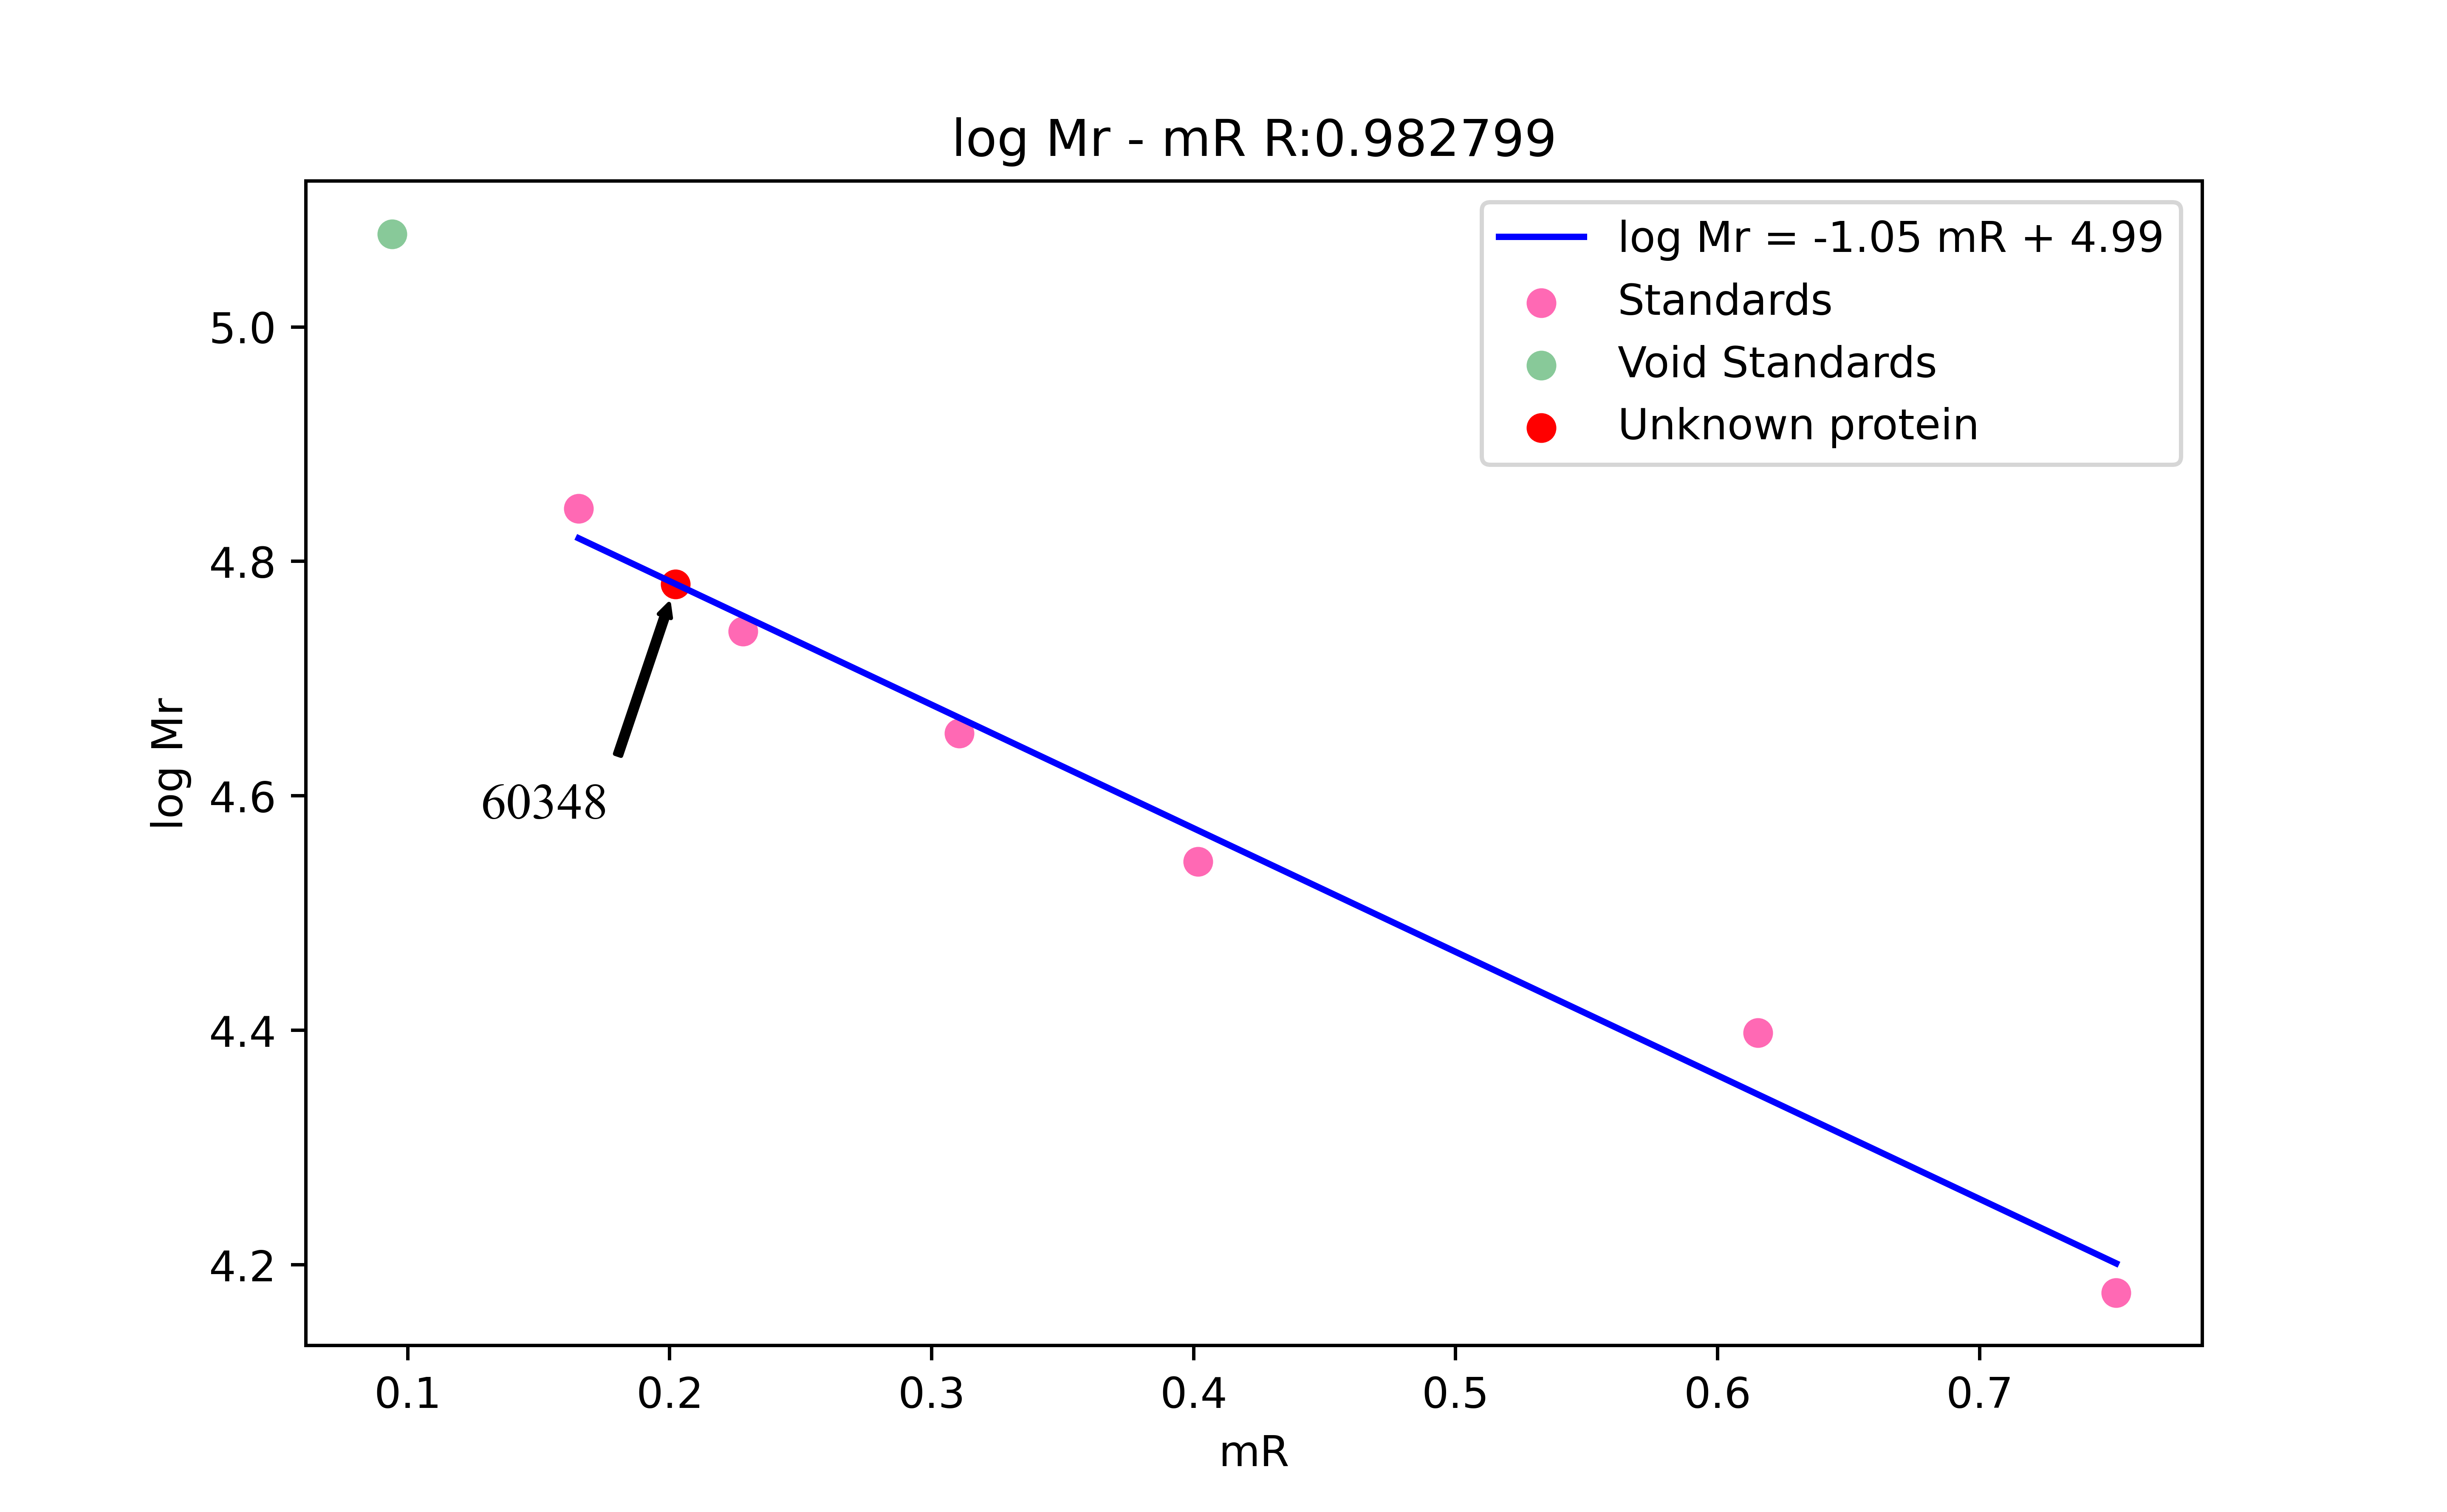 log Mr - mR R:0.982799
log Mr = -1.05 mR + 4.99
Standards
Void Standards
Unknown protein
5.0
4.8
4.6
4.4
4.2
log Mr
60348
0.1
0.2
0.3
0.4
0.5
0.6
0.7
mR